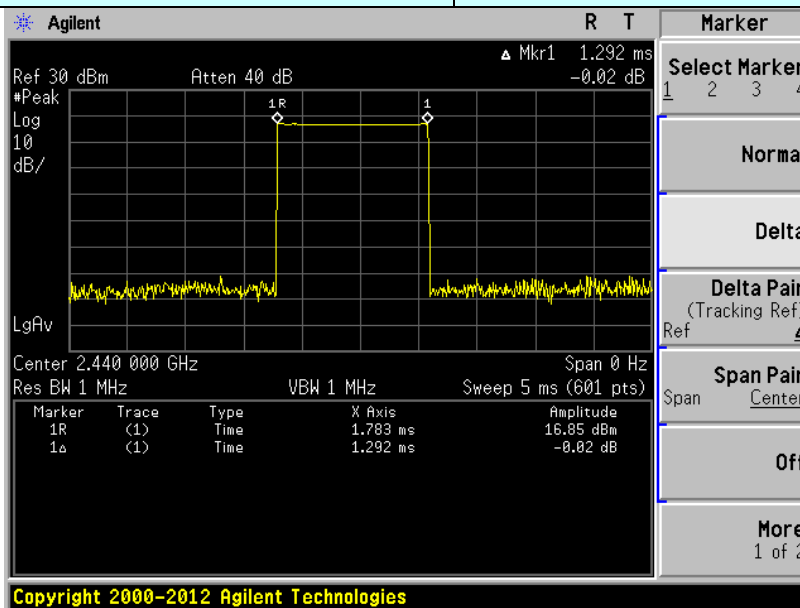 Agilent R T Marker
Δ Mkr1 1.292 ms
Ref 30 dBm Atten 40 dB -0.02 dB
#Peak
Log
10
dB/
1R 1
LgAv
Center 2.440 000 GHz Span 0 Hz
Res BW 1 MHz VBW 1 MHz Sweep 5 ms (601 pts)
Marker Trace Type X Axis Amplitude
1R (1) Time 1.783 ms 16.85 dBm
1Δ (1) Time 1.292 ms -0.02 dB
Select Marker
1 2 3 4
Norma
Delta
Delta Pair
(Tracking Ref)
Ref Δ
Span Pair
Span Center
Off
More
1 of 2
Copyright 2000-2012 Agilent Technologies